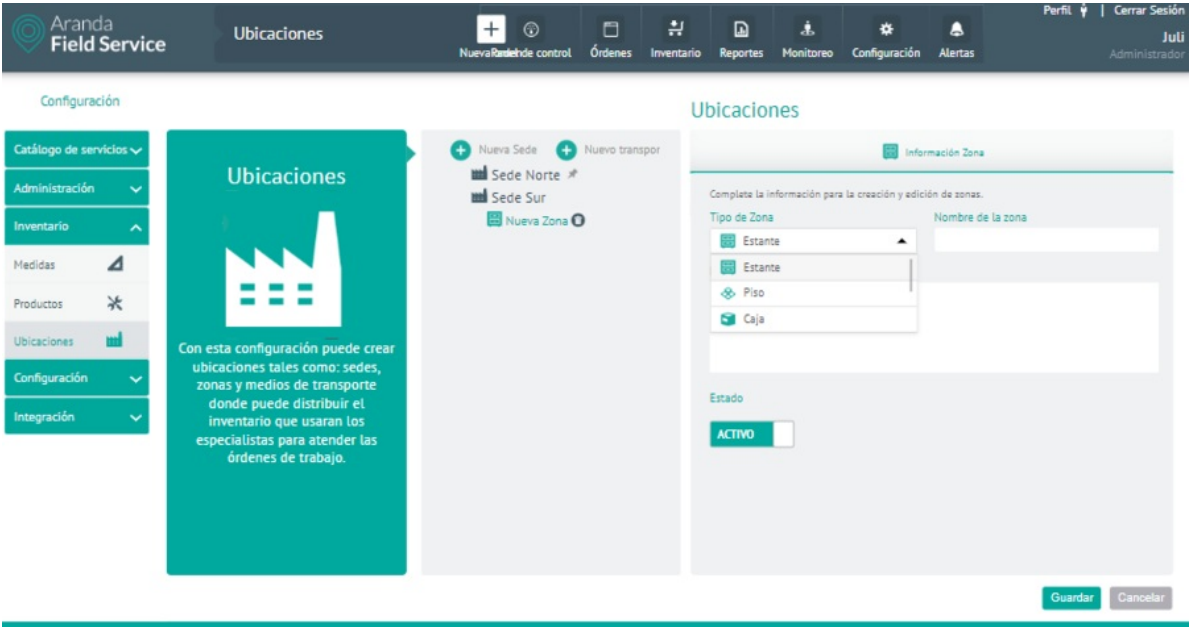 Perfil | Cerrar Sesión
Aranda
Field Service
Ubicaciones
Juli
Administrador
Nueva de control Órdenes Inventario Reportes Monitoreo Configuración Alertas
Configuración
Ubicaciones
Catálogo de servicios
Administración
Inventario
Medidas
Productos
Ubicaciones
Configuración
Integración
Ubicaciones
Con esta configuración puede crear
ubicaciones tales como: sedes,
zonas y medios de transporte
donde puede distribuir el
inventario que usaran los
especialistas para atender las
órdenes de trabajo.
Nueva Sede Nuevo transpor
Sede Norte
Sede Sur
Nueva Zona
Información Zona
Complete la información para la creación y edición de zonas.
Tipo de Zona Nombre de la zona
Estante
Estante
Piso
Caja
Estado
ACTIVO
Guardar Cancelar